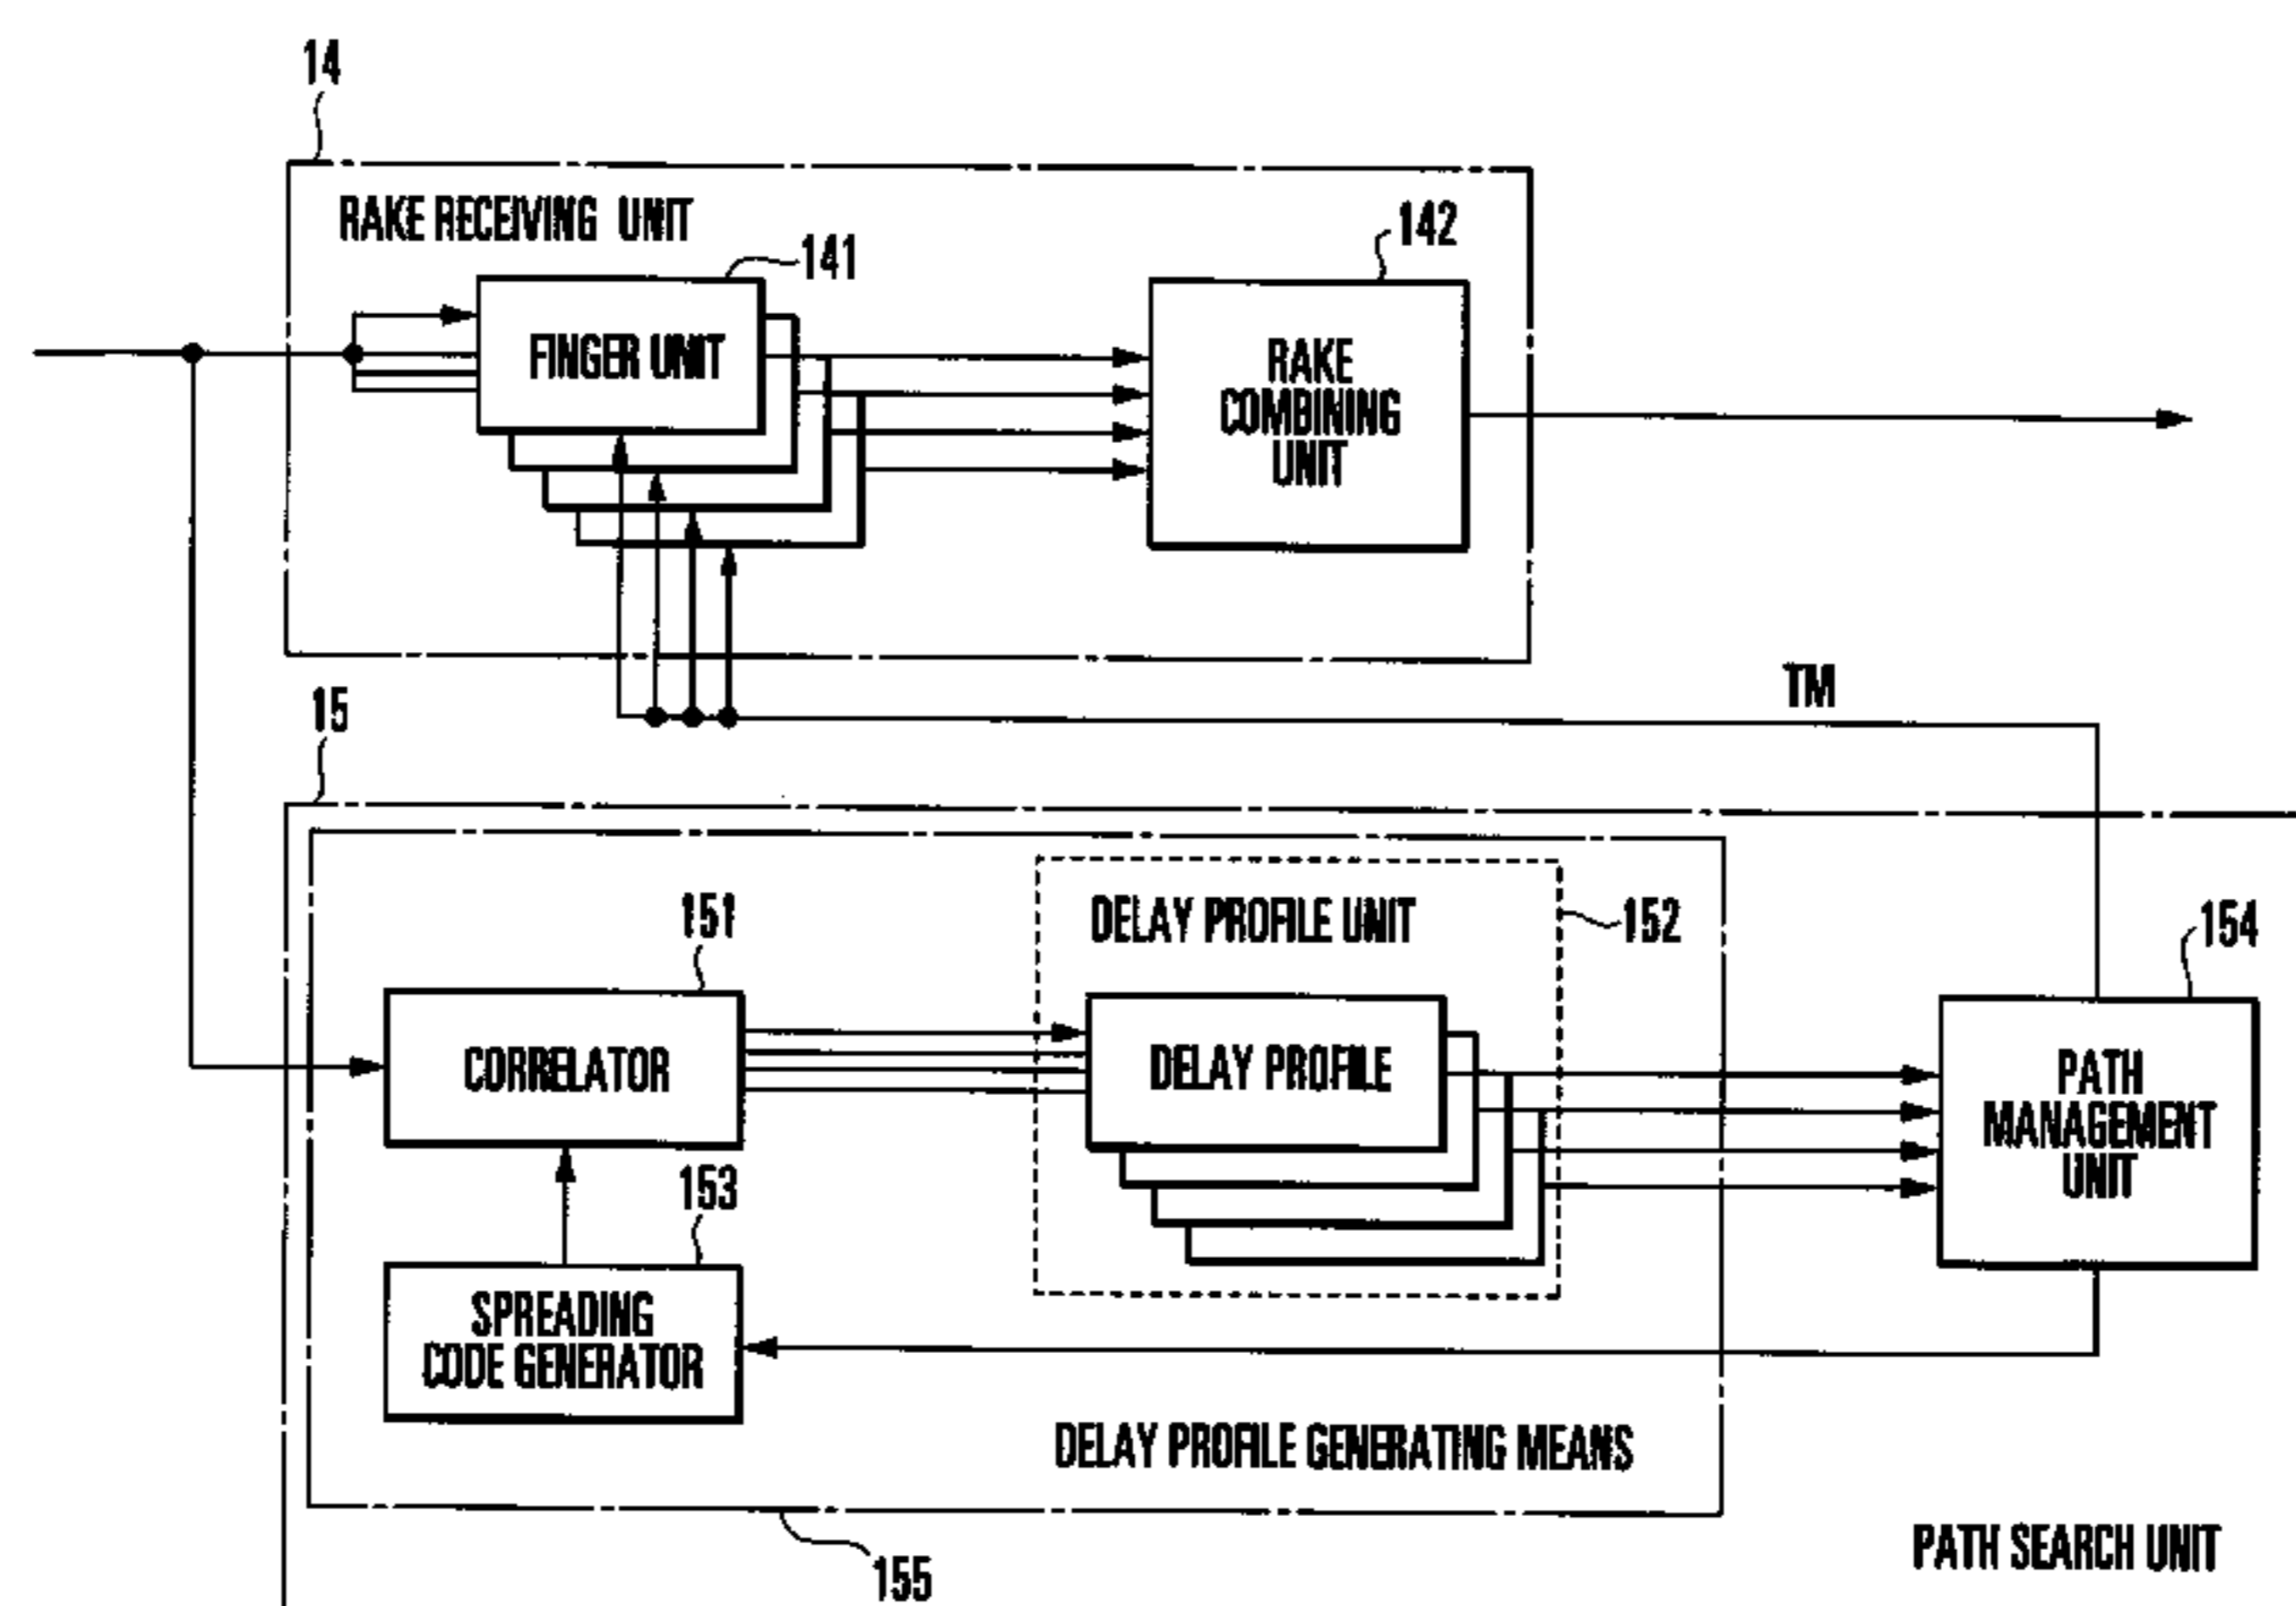 14
RAKE RECEIVING UNIT
141
142
FINGER UNIT
RAKE
COMBINING
UNIT
TM
15
151
DELAY PROFILE UNIT
152
154
CORRELATOR
DELAY PROFILE
PATH
MANAGEMENT
UNIT
153
SPREADING
CODE GENERATOR
DELAY PROFILE GENERATING MEANS
155
PATH SEARCH UNIT